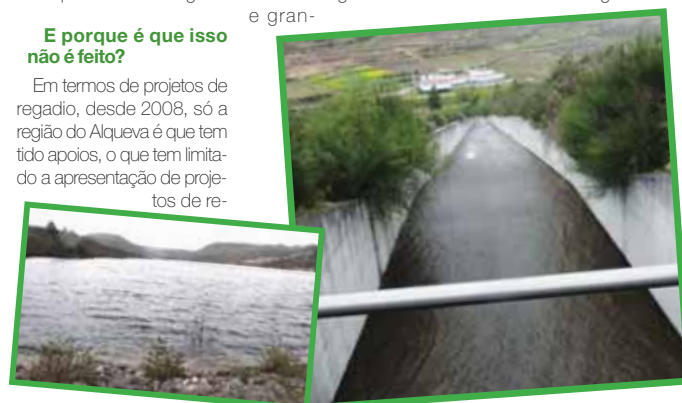 e gran-
E porque é que isso
não é feito?
Em termos de projetos de
regadio, desde 2008, só a
região do Alqueva é que tem
tido apoios, o que tem limita-
do a apresentação de proje-
tos de re-